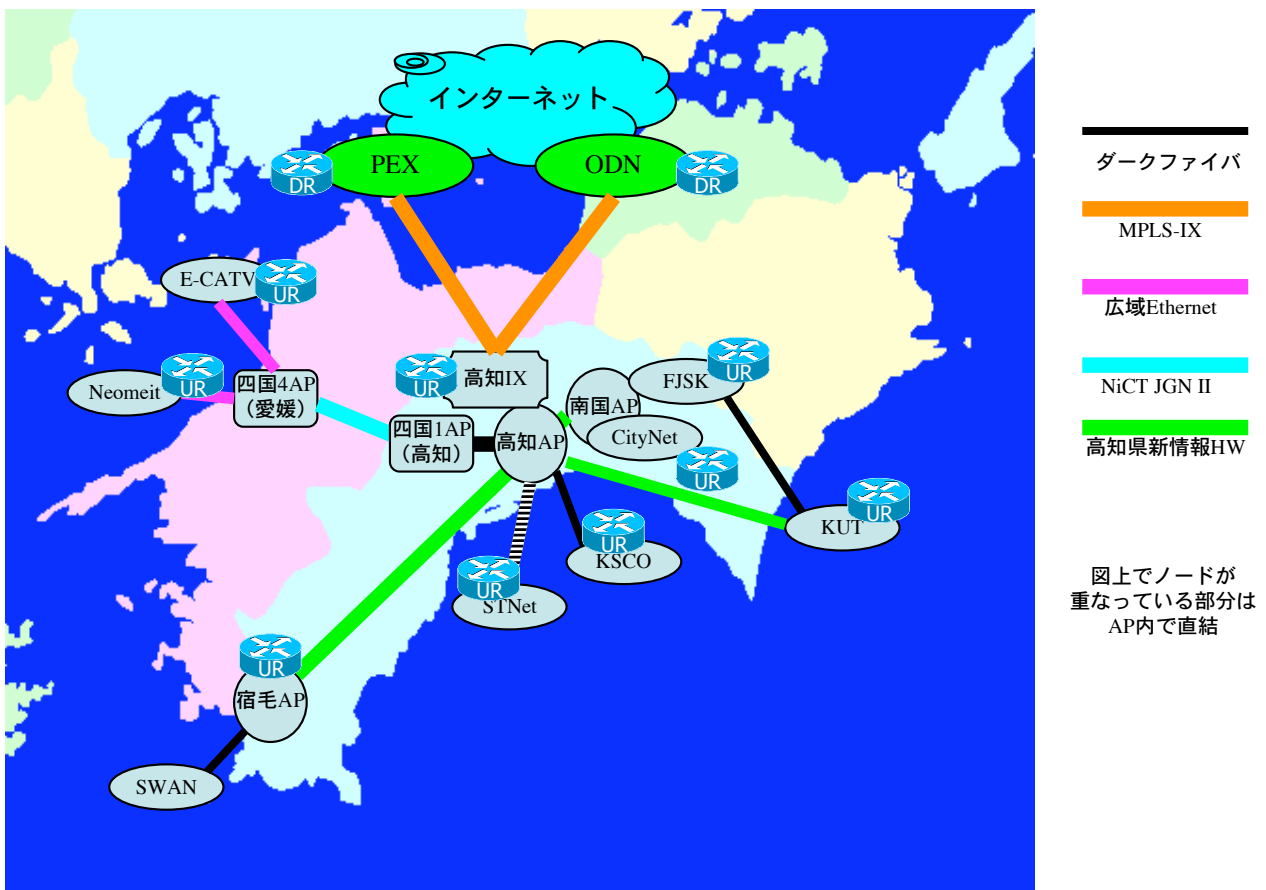 インターネット
PEX
ODN
DR
DR
E-CATV
UR
Neomeit
UR
四国4AP
（愛媛）
UR
高知IX
四国1AP
（高知）
高知AP
南国AP
FJSK
UR
CityNet
UR
KUT
UR
KSCO
UR
STNet
UR
宿毛AP
UR
SWAN
ダークファイバ
MPLS-IX
広域Ethernet
NiCT JGN II
高知県新情報HW
図上でノードが
重なっている部分は
AP内で直結